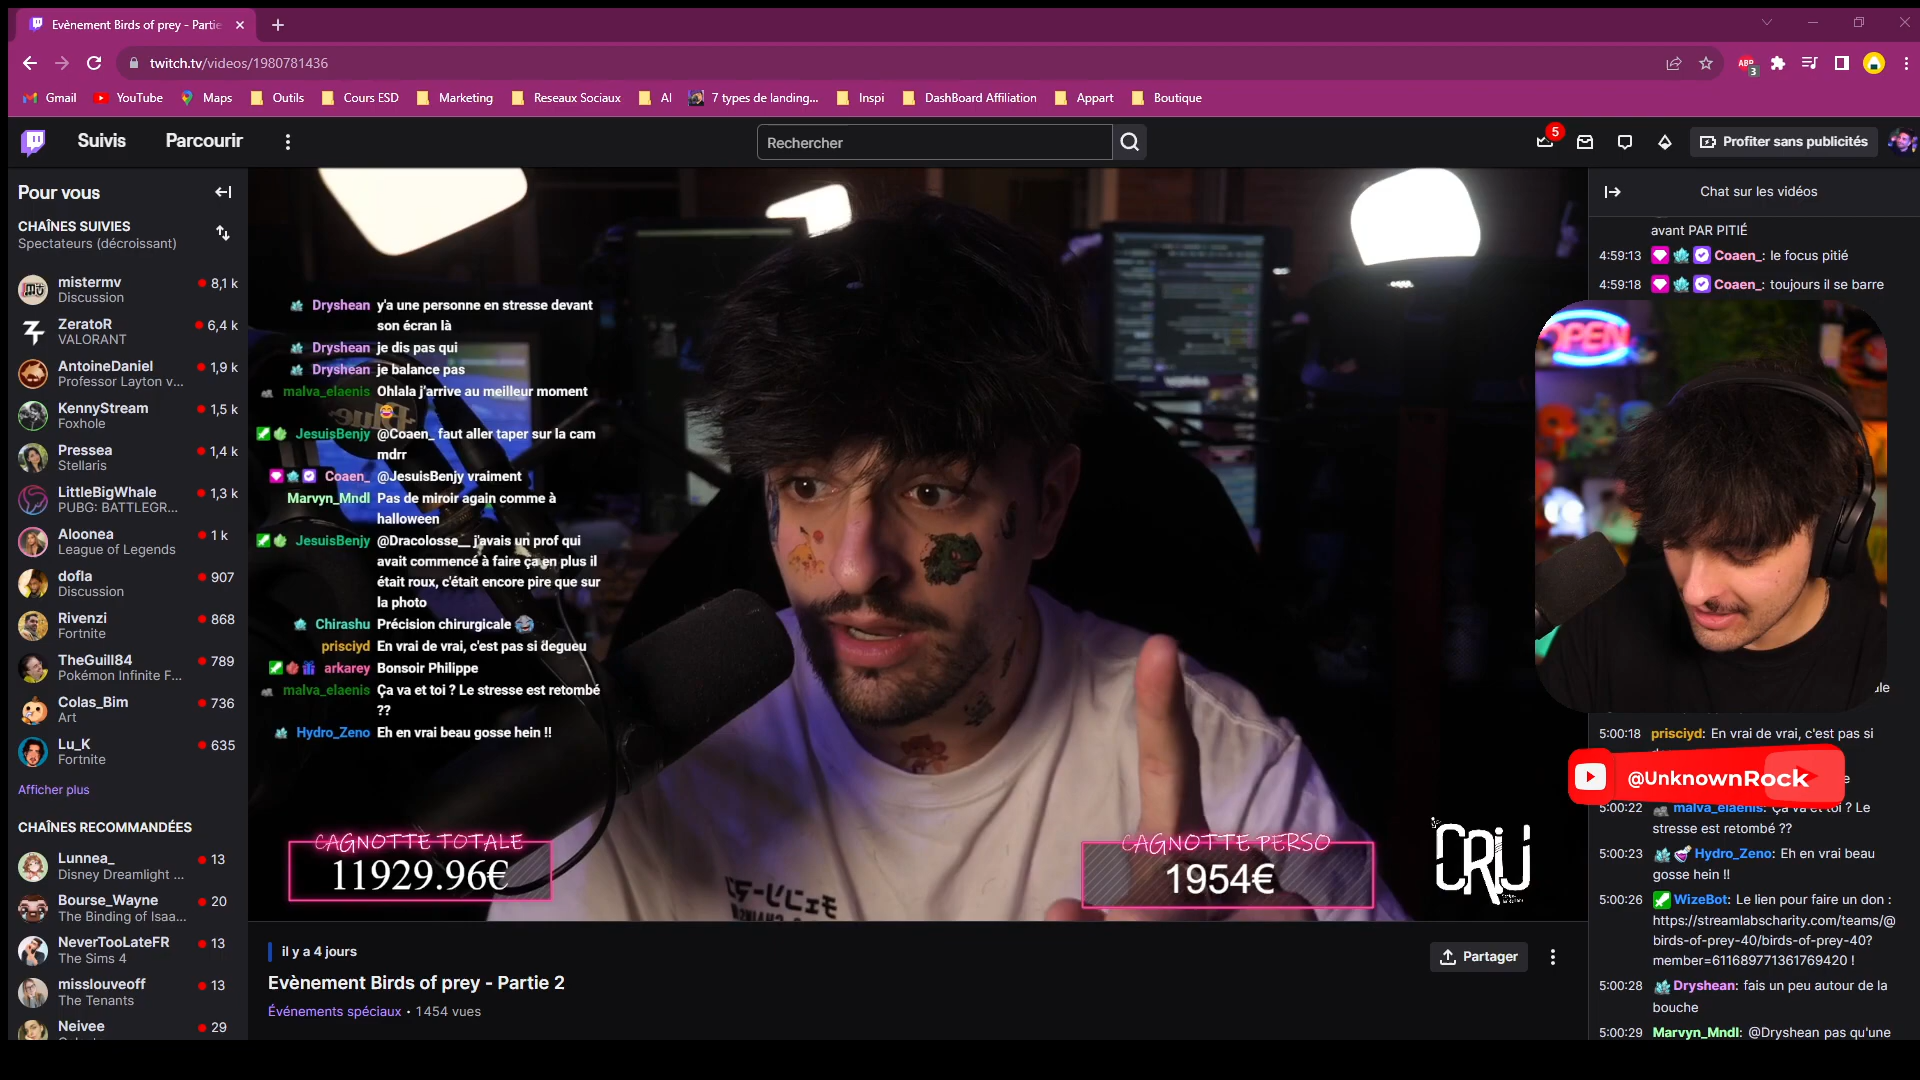 Evènement Birds of prey - Partie
twitch.tv/videos/1980781436
ABP
3
Gmail
YouTube
Maps
Outils
Cours ESD
Marketing
Reseaux Sociaux
AI
7 types de landing...
Inspi
DashBoard Affiliation
Appart
Boutique
Suivis
Parcourir
Rechercher
5
Profiter sans publicités
Pour vous
CHAÎNES SUIVIES
Spectateurs (décroissant)
mistermv
8,1 k
Discussion
ZeratoR
6,4 k
VALORANT
AntoineDaniel
1,9 k
Professor Layton v...
KennyStream
1,5 k
Foxhole
Pressea
1,4 k
Stellaris
LittleBigWhale
1,3 k
PUBG: BATTLEGR...
Aloonea
1 k
League of Legends
dofla
907
Discussion
Rivenzi
868
Fortnite
TheGuill84
789
Pokémon Infinite F...
Colas_Bim
736
Art
Lu_K
635
Fortnite
Afficher plus
CHAÎNES RECOMMANDÉES
Lunnea_
13
Disney Dreamlight ...
Bourse_Wayne
20
The Binding of Isaa...
NeverTooLateFR
13
The Sims 4
misslouveoff
13
The Tenants
Neivee
29
Dryshean y'a une personne en stresse devant
son écran là
Dryshean je dis pas qui
Dryshean je balance pas
malva_elaenis Ohlala j'arrive au meilleur moment
JesuisBenjy @Coaen_ faut aller taper sur la cam
mdrr
Coaen_ @JesuisBenjy vraiment
Marvyn_Mndl Pas de miroir again comme à
halloween
JesuisBenjy @Dracolosse__ j'avais un prof qui
avait commencé à faire ça en plus il
était roux, c'était encore pire que sur
la photo
Chirashu Précision chirurgicale
prisciyd En vrai de vrai, c'est pas si degueu
arkarey Bonsoir Philippe
malva_elaenis Ça va et toi ? Le stresse est retombé
??
Hydro_Zeno Eh en vrai beau gosse hein !!
CAGNOTTE TOTALE
11929.96€
CAGNOTTE PERSO
1954€
CRIJ
il y a 4 jours
Evènement Birds of prey - Partie 2
Événements spéciaux • 1 454 vues
Partager
Chat sur les vidéos
avant PAR PITIÉ
4:59:13 Coaen_: le focus pitié
4:59:18 Coaen_: toujours il se barre
OPEN
ale
5:00:18 prisciyd: En vrai de vrai, c'est pas si
@UnknownRock
e
5:00:22 malva_elaenis: Ça va et toi ? Le
stresse est retombé ??
5:00:23 Hydro_Zeno: Eh en vrai beau
gosse hein !!
5:00:26 WizeBot: Le lien pour faire un don :
https://streamlabscharity.com/teams/@
birds-of-prey-40/birds-of-prey-40?
member=611689771361769420 !
5:00:28 Dryshean: fais un peu autour de la
bouche
5:00:29 Marvyn_Mndl: @Dryshean pas qu'une